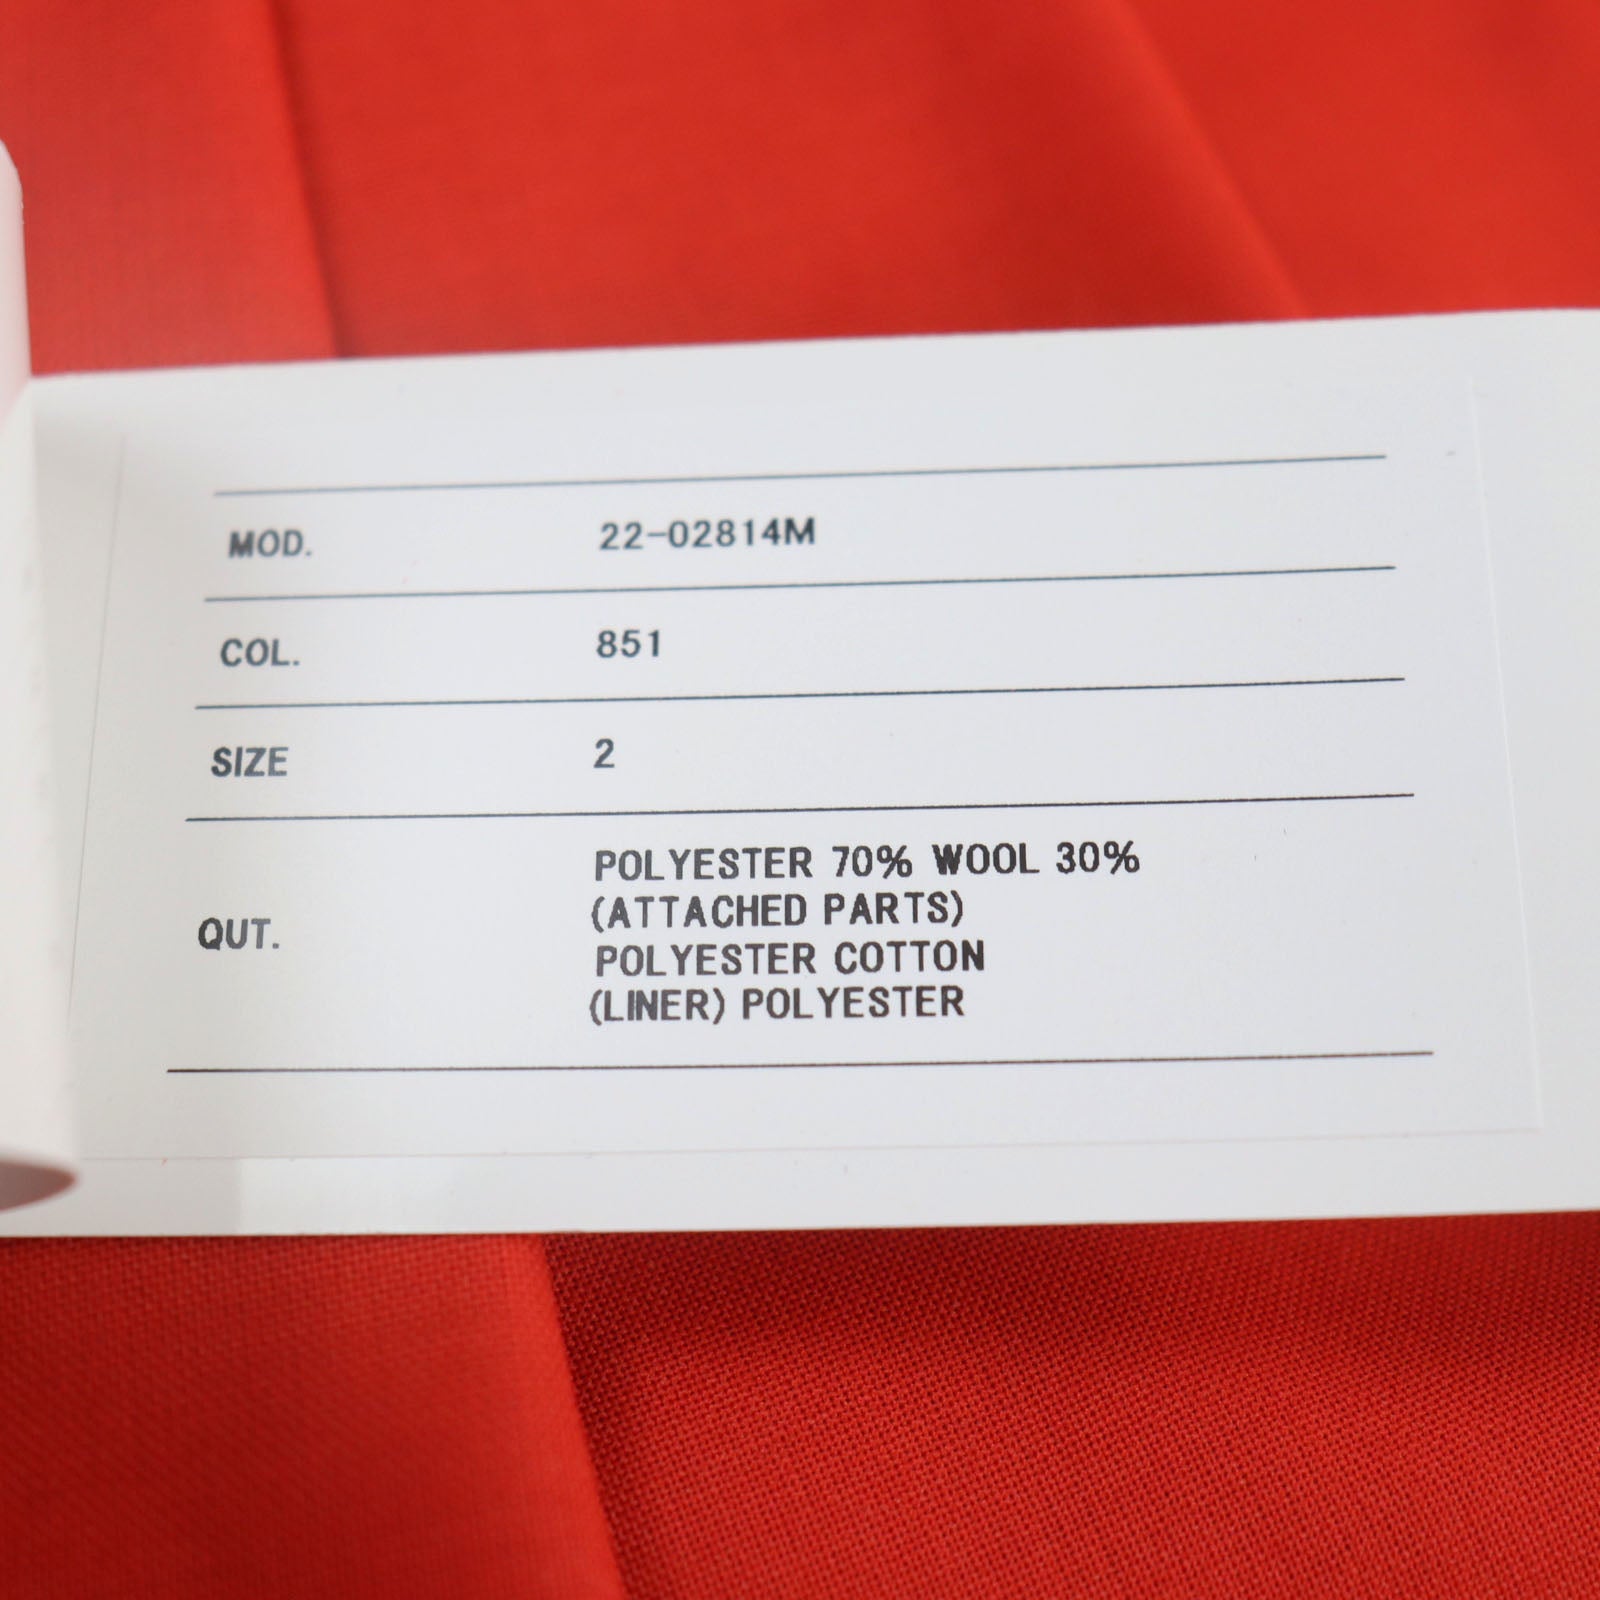 MOD. 22-02814M
COL. 851
SIZE 2
QUT. POLYESTER 70% WOOL 30%
(ATTACHED PARTS)
POLYESTER COTTON
(LINER) POLYESTER